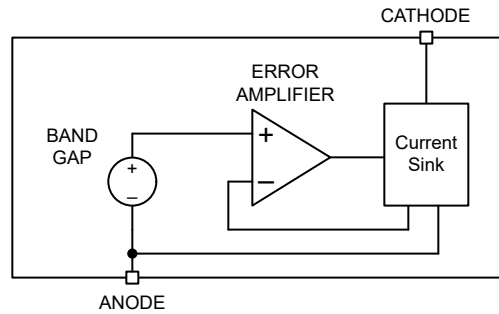 CATHODE
ERROR
AMPLIFIER
BAND
GAP
+
−
+
−
Current
Sink
ANODE